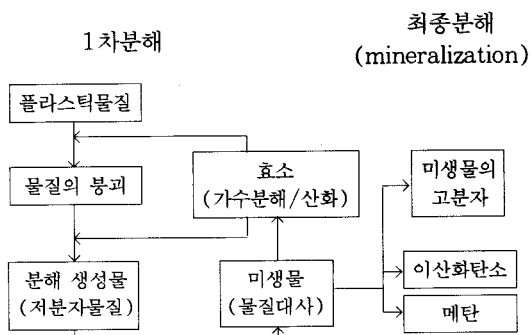 1차분해
최종분해
(mineralization)
플라스틱물질
물질의 붕괴
효소
(가수분해/산화)
미생물의
고분자
분해 생성물
(저분자물질)
미생물
(물질대사)
이산화탄소
메탄